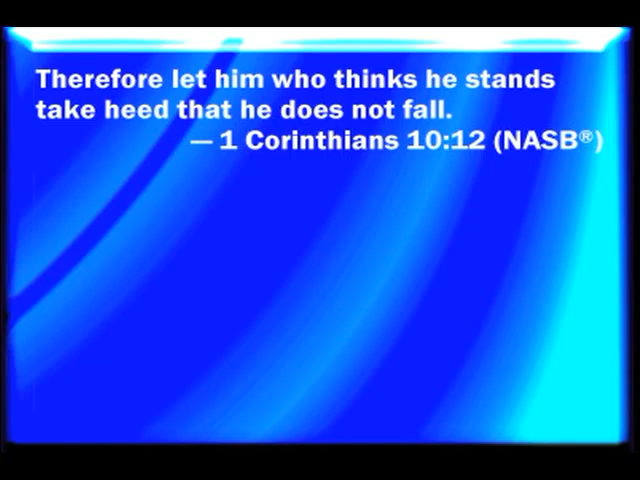 Therefore let him who thinks he stands
take heed that he does not fall.
— 1 Corinthians 10:12 (NASB®)